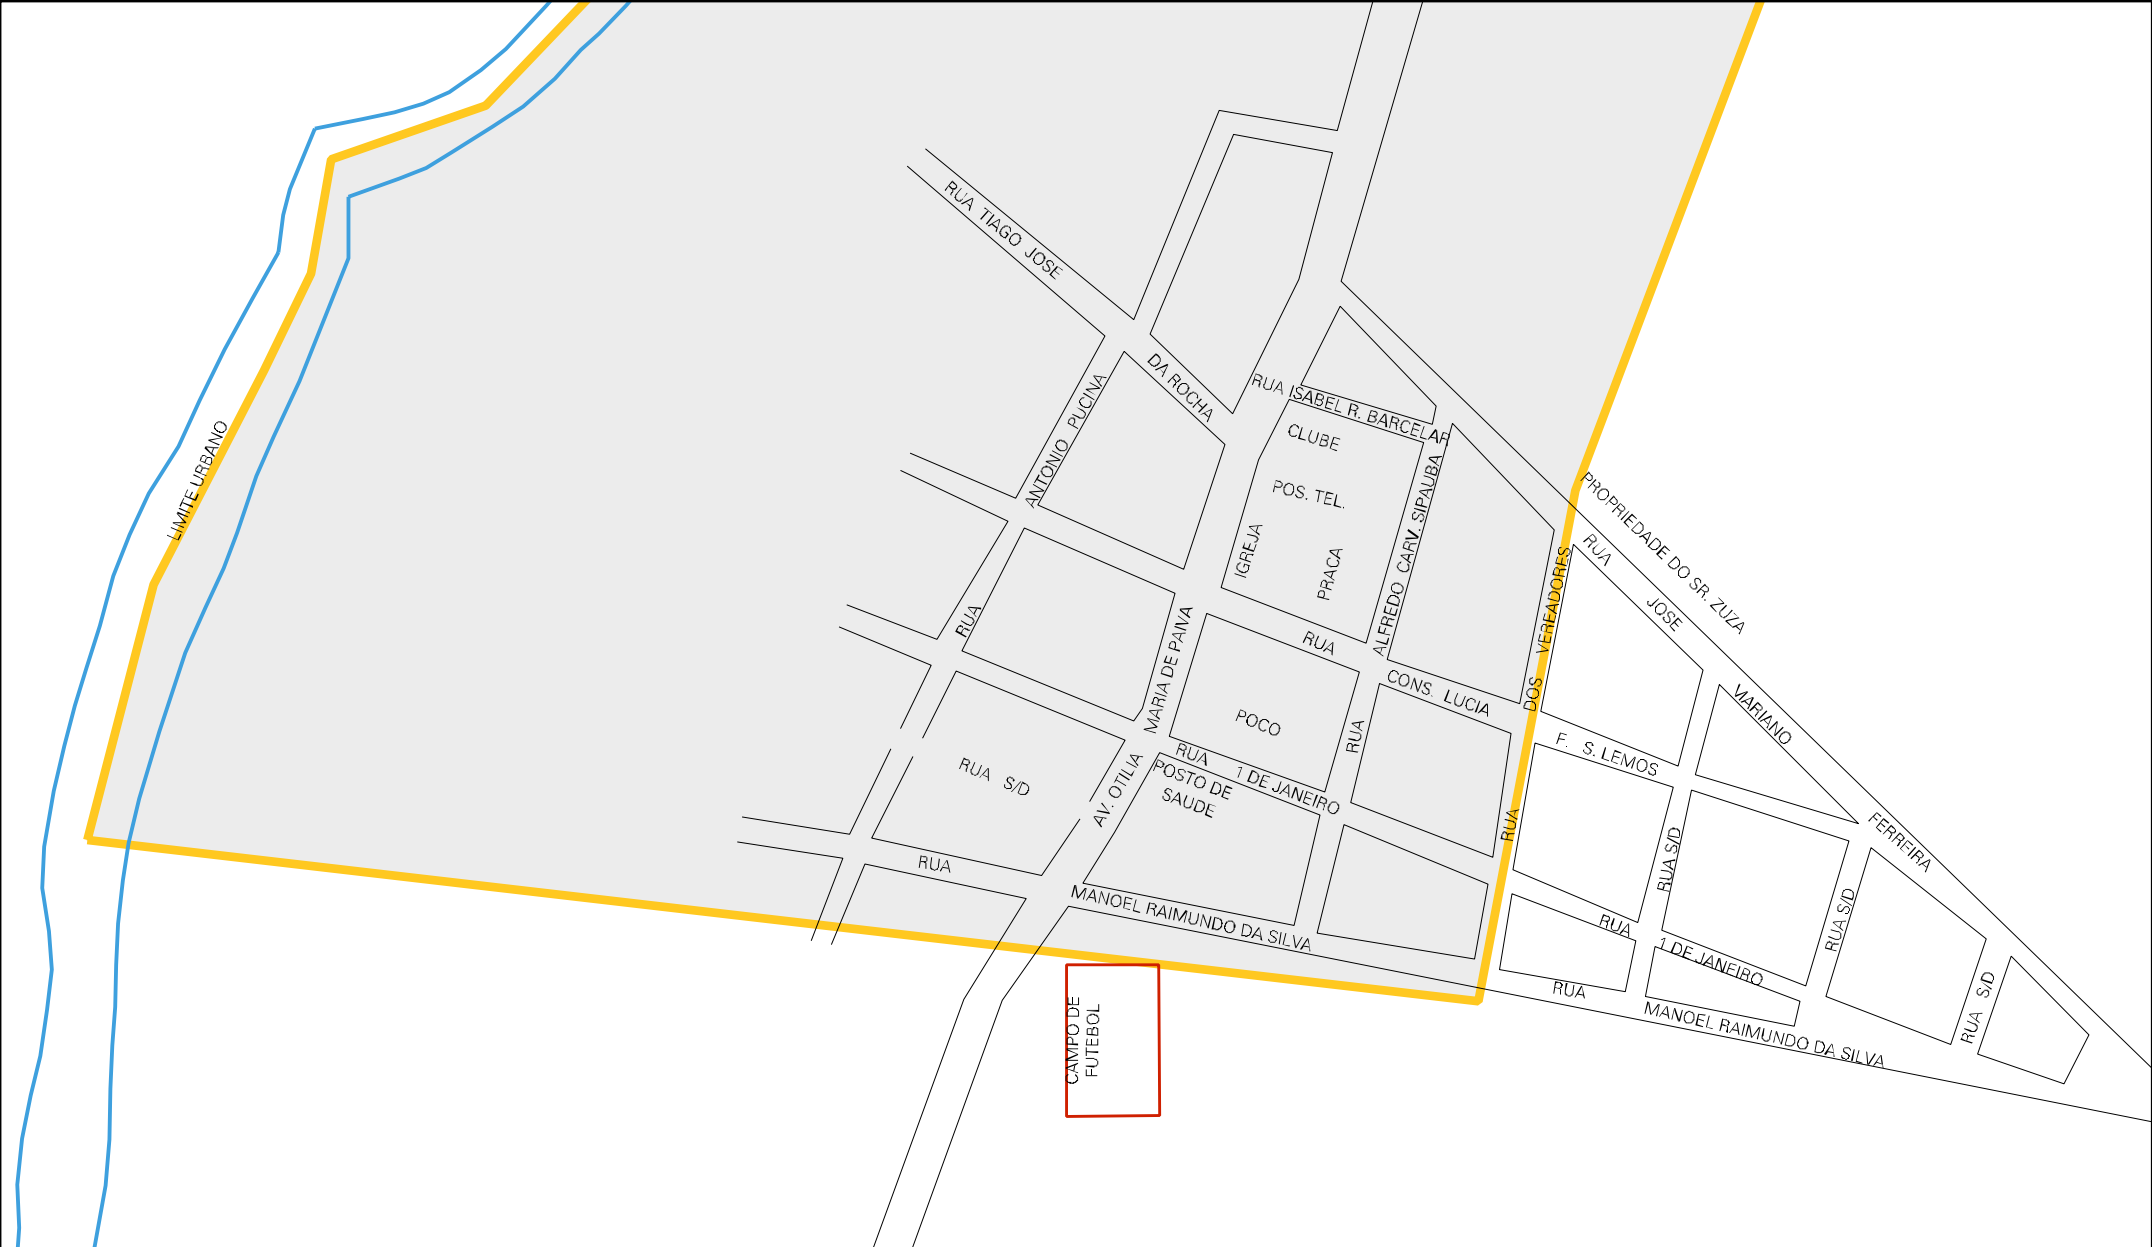 RUA TIAGO JOSE
DA ROCHA
RUA ISABEL R. BARCELAR
CLUBE
POS. TEL.
IGREJA
PRACA
ANTONIO PUCINA
RUA
ALFREDO CARV. SIPAUBA
RUA
LIMITE URBANO
PROPRIEDADE DO SR. ZUZA
RUA JOSE MARIANO FERREIRA
RUA DOS VEREADORES
MARIA DE PAIVA
AV. OTILIA
RUA
CONS. LUCIA
F. S. LEMOS
POCO
RUA 1 DE JANEIRO
POSTO DE
SAUDE
RUA S/D
RUA
MANOEL RAIMUNDO DA SILVA
RUA S/D
RUA S/D
RUA S/D
RUA 1 DE JANEIRO
RUA
MANOEL RAIMUNDO DA SILVA
CAMPO DE
FUTEBOL